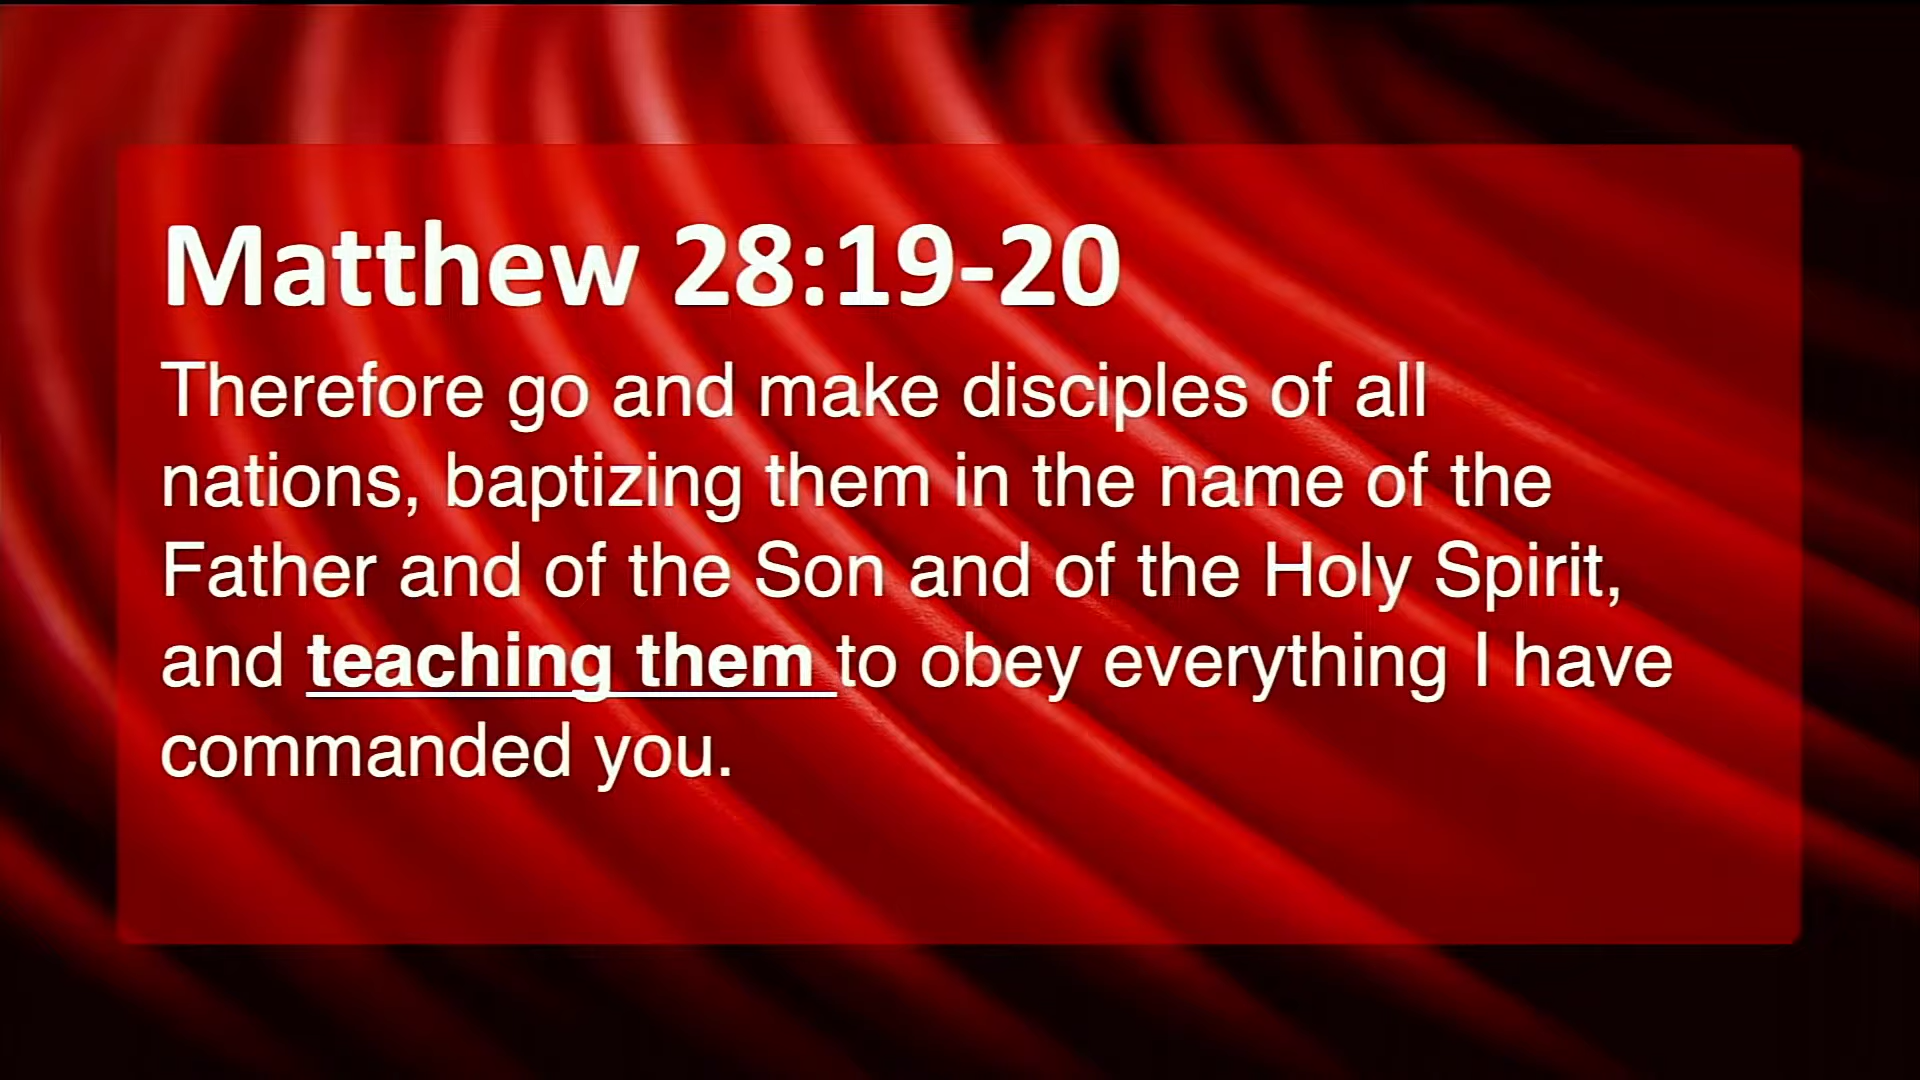 Matthew 28:19-20
Therefore go and make disciples of all
nations, baptizing them in the name of the
Father and of the Son and of the Holy Spirit,
and teaching them to obey everything I have
commanded you.